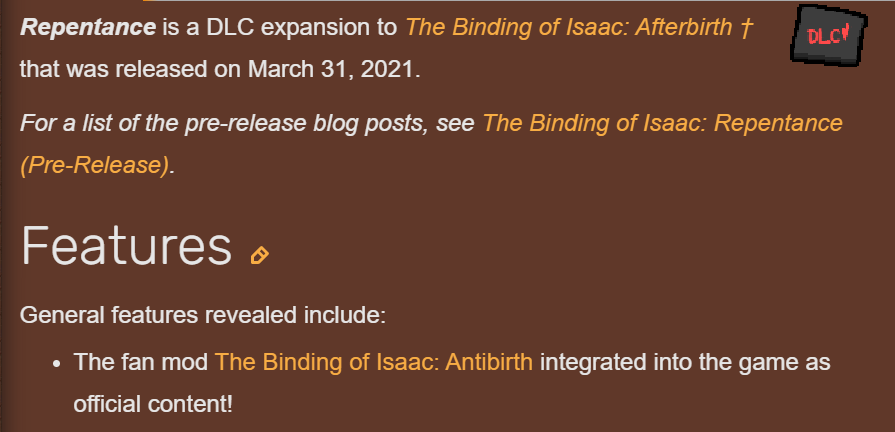 Repentance is a DLC expansion to The Binding of Isaac: Afterbirth †
DLC
that was released on March 31, 2021.
For a list of the pre-release blog posts, see The Binding of Isaac: Repentance
(Pre-Release).
Features
General features revealed include:
• The fan mod The Binding of Isaac: Antibirth integrated into the game as
official content!